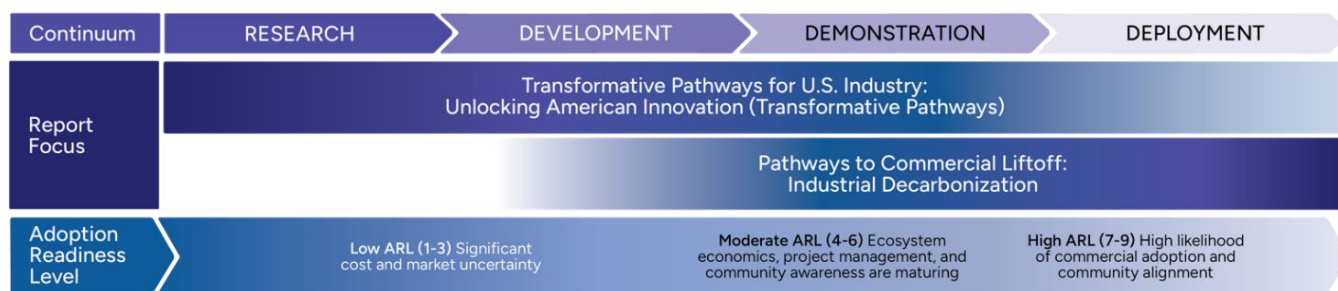 Continuum
RESEARCH
DEVELOPMENT
DEMONSTRATION
DEPLOYMENT
Report
Focus
Transformative Pathways for U.S. Industry:
Unlocking American Innovation (Transformative Pathways)
Pathways to Commercial Liftoff:
Industrial Decarbonization
Adoption
Readiness
Level
Low ARL (1-3) Significant
cost and market uncertainty
Moderate ARL (4-6) Ecosystem
economics, project management, and
community awareness are maturing
High ARL (7-9) High likelihood
of commercial adoption and
community alignment